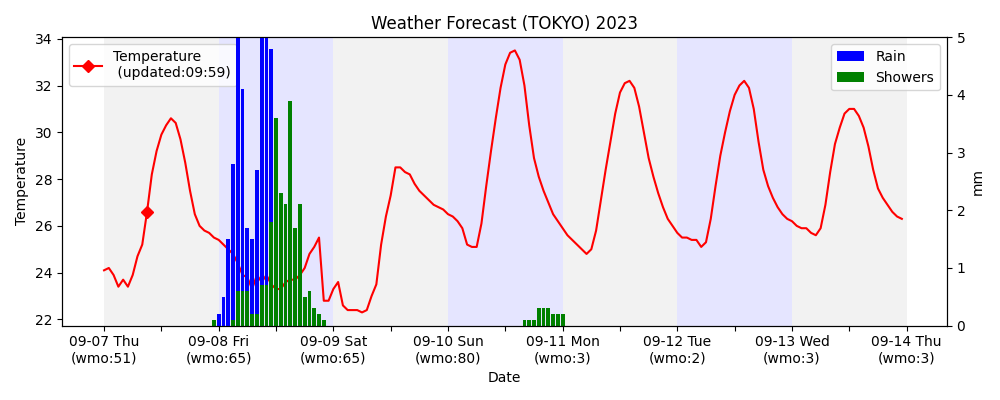 Weather Forecast (TOKYO) 2023
Temperature
(updated:09:59)
Rain
Showers
Temperature
34
32
30
28
26
24
22
5
4
3
2
1
0
mm
09-07 Thu
(wmo:51)
09-08 Fri
(wmo:65)
09-09 Sat
(wmo:65)
09-10 Sun
(wmo:80)
09-11 Mon
(wmo:3)
09-12 Tue
(wmo:2)
09-13 Wed
(wmo:3)
09-14 Thu
(wmo:3)
Date